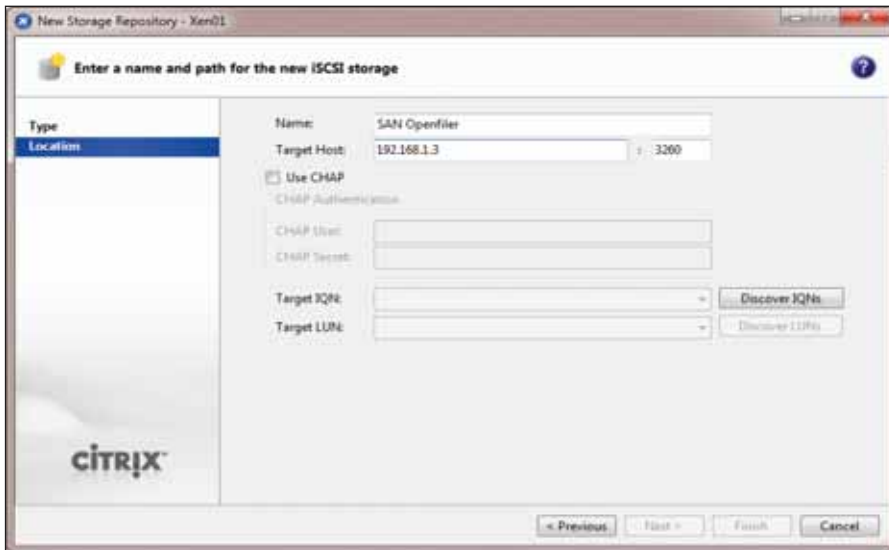 New Storage Repository - Xen01
Enter a name and path for the new iSCSI storage
?
Type
Location
Name: SAN Openfiler
Target Host: 192.168.1.3 : 3260
Use CHAP
CHAP Authentication
CHAP User:
CHAP Secret:
Target IQN: Discover IQNs
Target LUN: Discover LUNs
CITRIX
< Previous Next > Finish Cancel